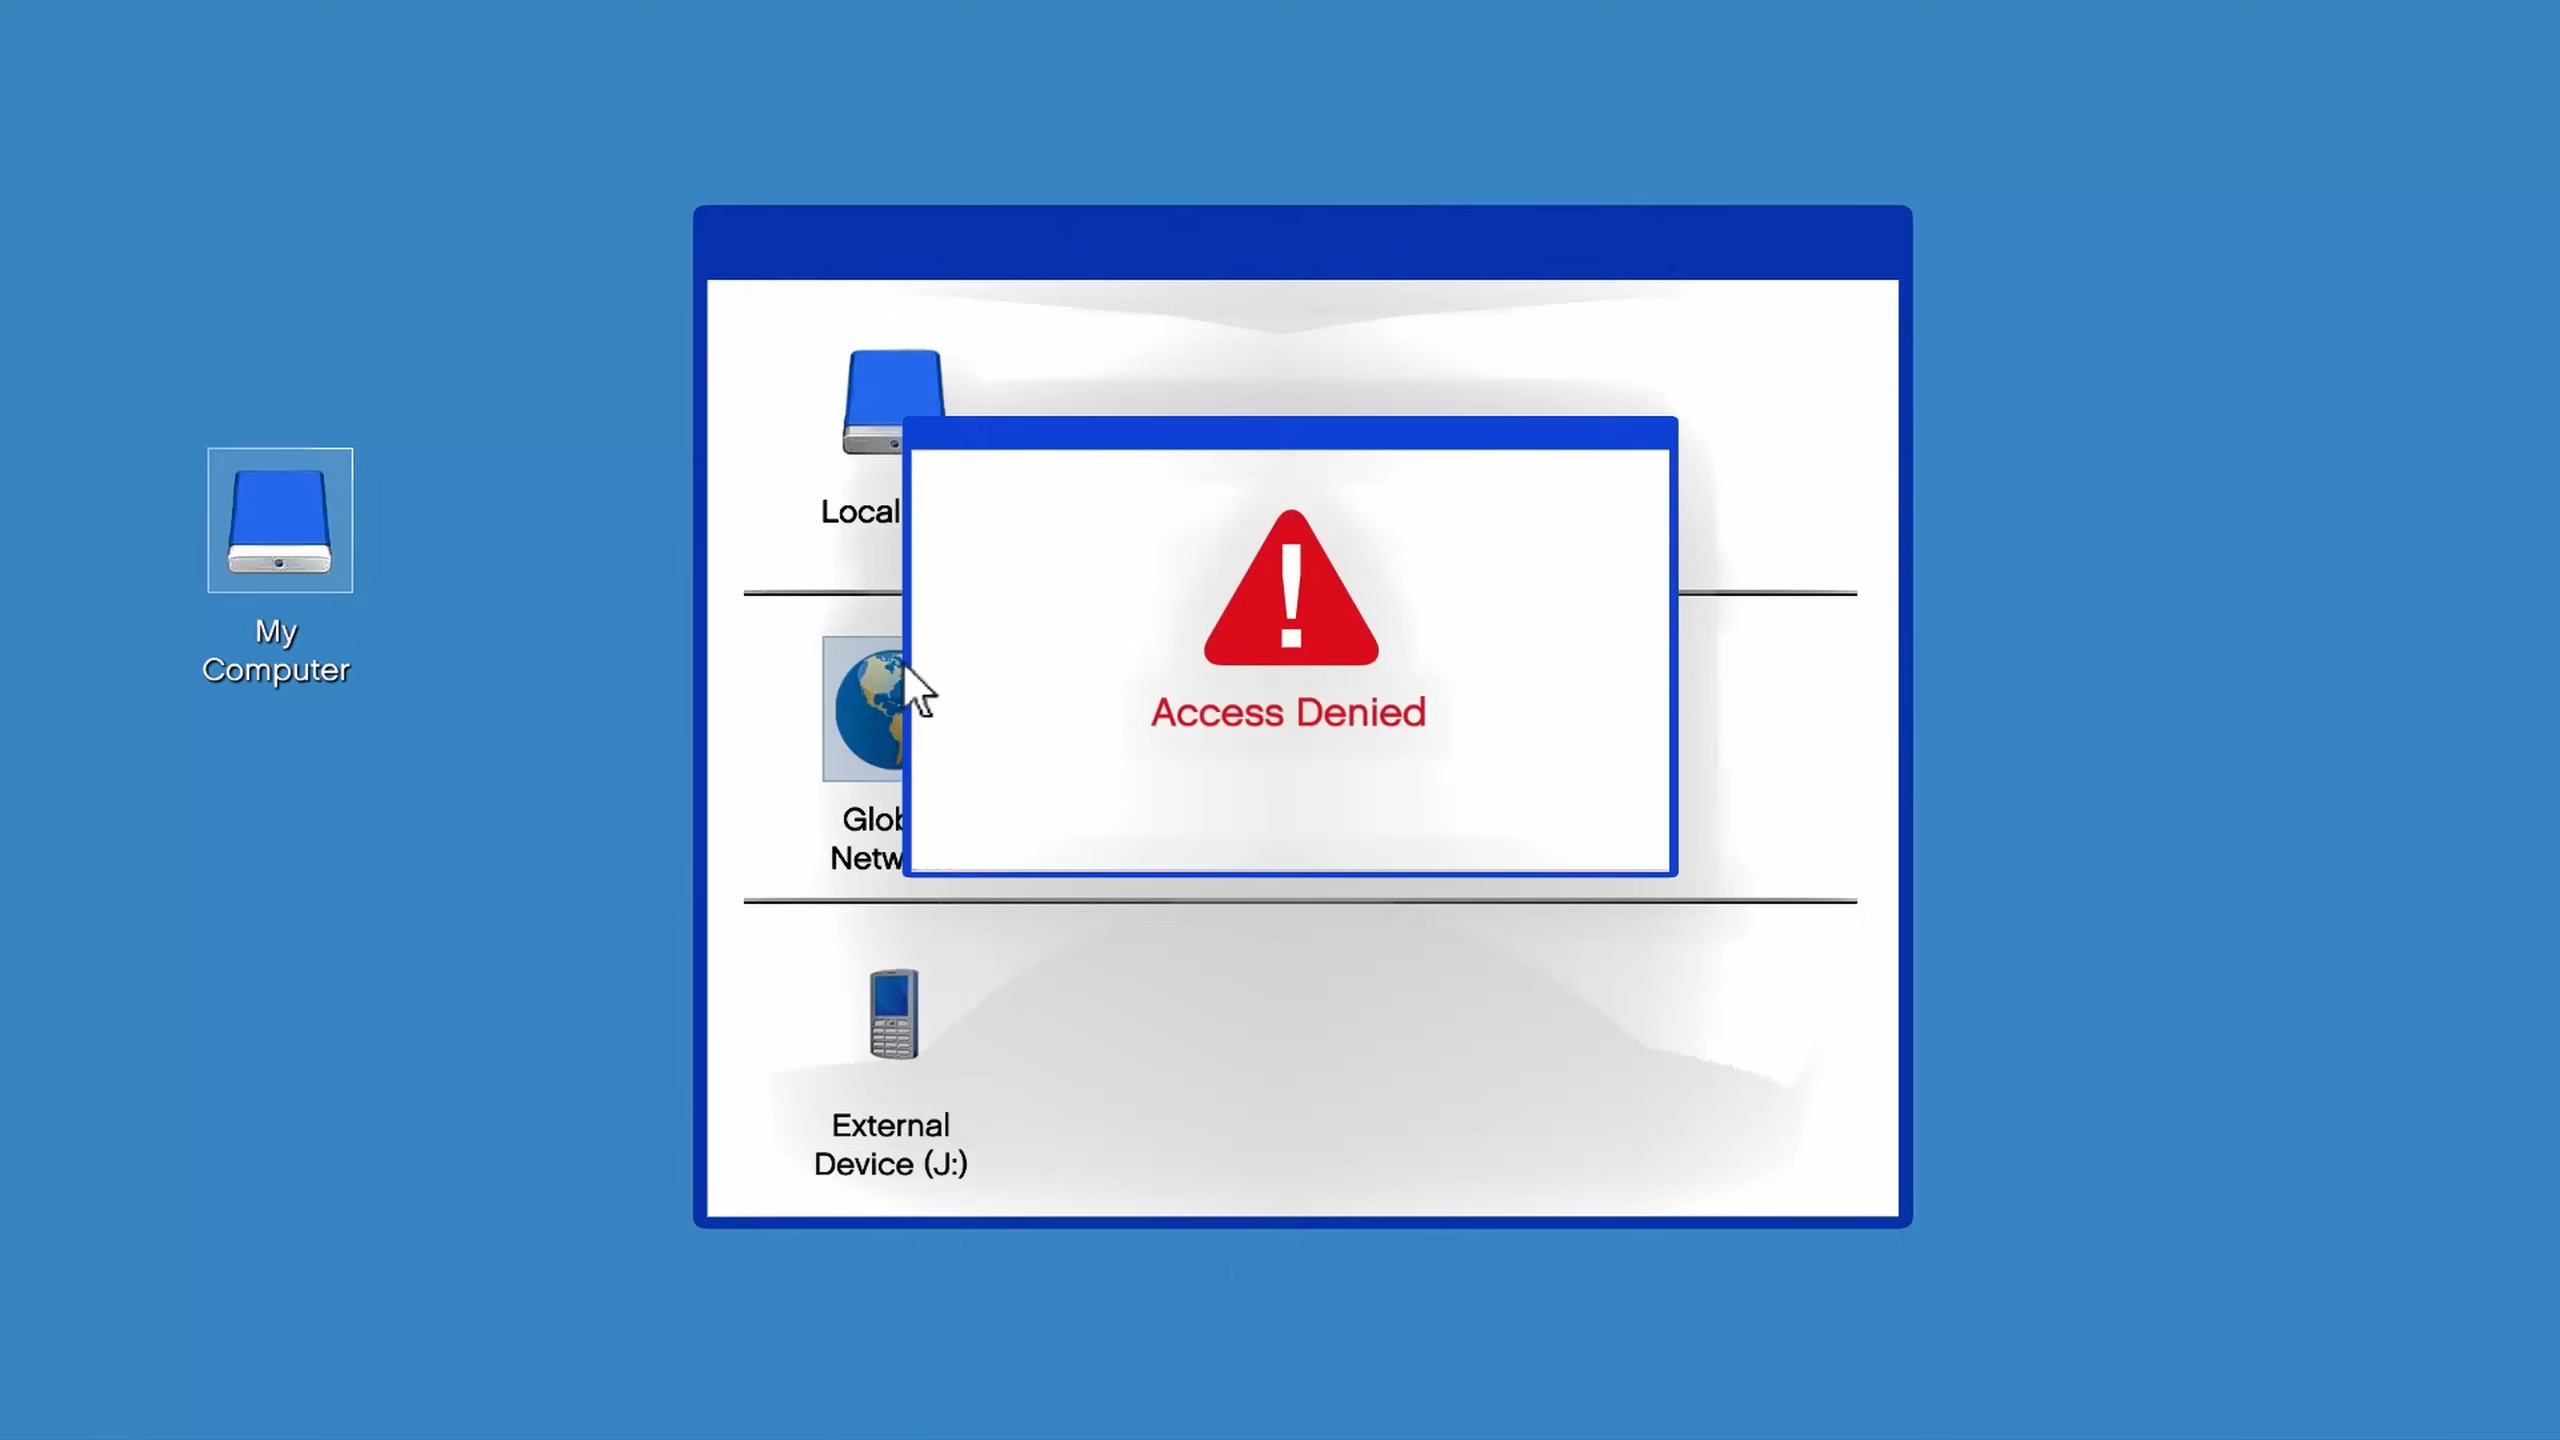 My
Computer
Local
Access Denied
External
Device (J:)